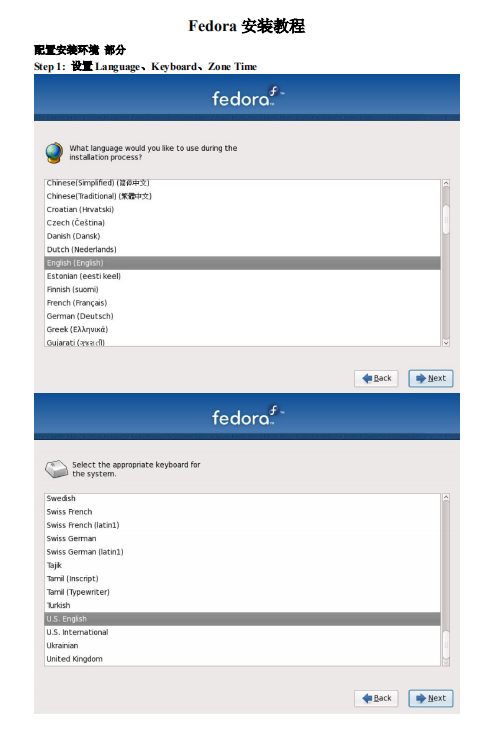 Fedora 安装教程
配置安装环境 部分
Step 1: 设置 Language、Keyboard、Zone Time
fedora
What language would you like to use during the
installation process?
Chinese(Simplified) (简体中文)
Chinese(Traditional) (繁體中文)
Croatian (Hrvatski)
Czech (Čeština)
Danish (Dansk)
Dutch (Nederlands)
English (English)
Estonian (eesti keel)
Finnish (suomi)
French (Français)
German (Deutsch)
Greek (Ελληνικά)
Gujarati (ગુજરાતી)
Back Next
fedora
Select the appropriate keyboard for
the system.
Swedish
Swiss French
Swiss French (latin1)
Swiss German
Swiss German (latin1)
Tajik
Tamil (Inscript)
Tamil (Typewriter)
Turkish
U.S. English
U.S. International
Ukrainian
United Kingdom
Back Next